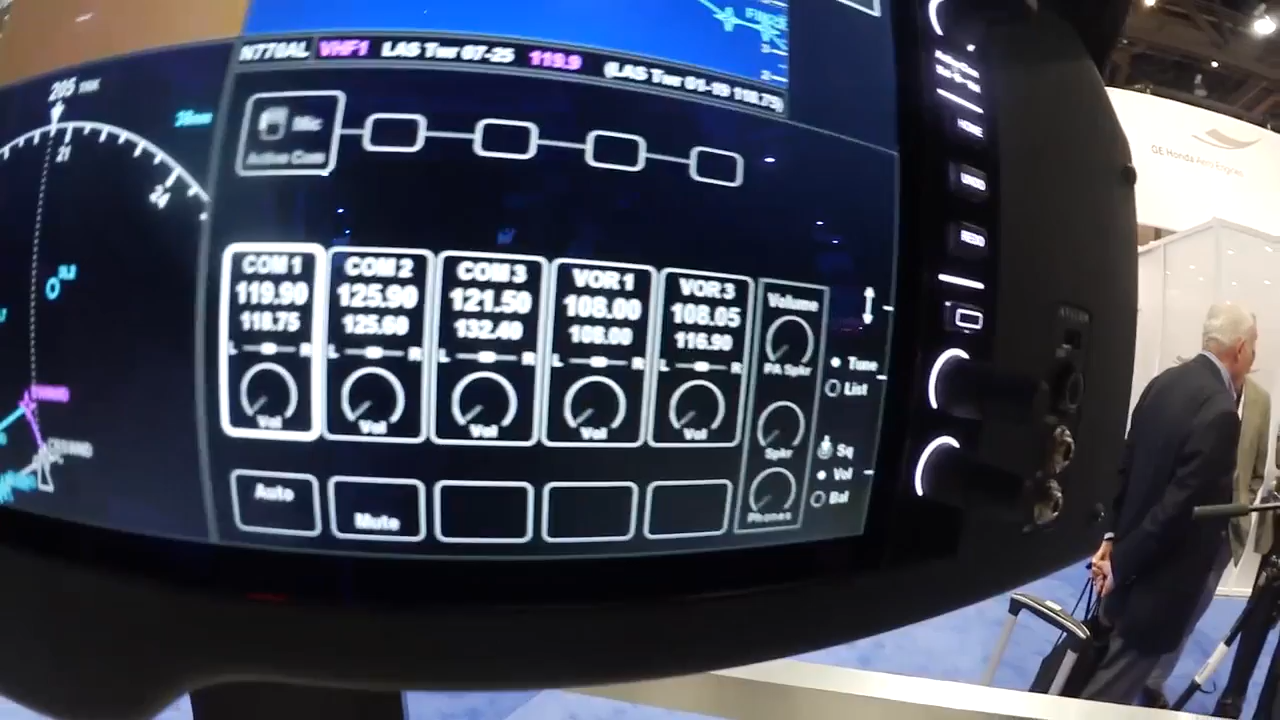 N770AL VHF1 LAS Twr 07-25 119.9 (LAS Twr 01-19 118.75)
205
21
24
Mic
Active Com
COM 1
119.90
118.75
L R
Vol
COM 2
125.90
125.60
L R
Vol
COM 3
121.50
132.40
L R
Vol
VOR 1
108.00
108.00
L R
Vol
VOR 3
108.05
116.90
L R
Vol
Volume
PA Spkr
Spkr
Phones
Tune
List
Sq
Vol
Bal
Auto
Mute
HOME
GE Honda Aero Engines